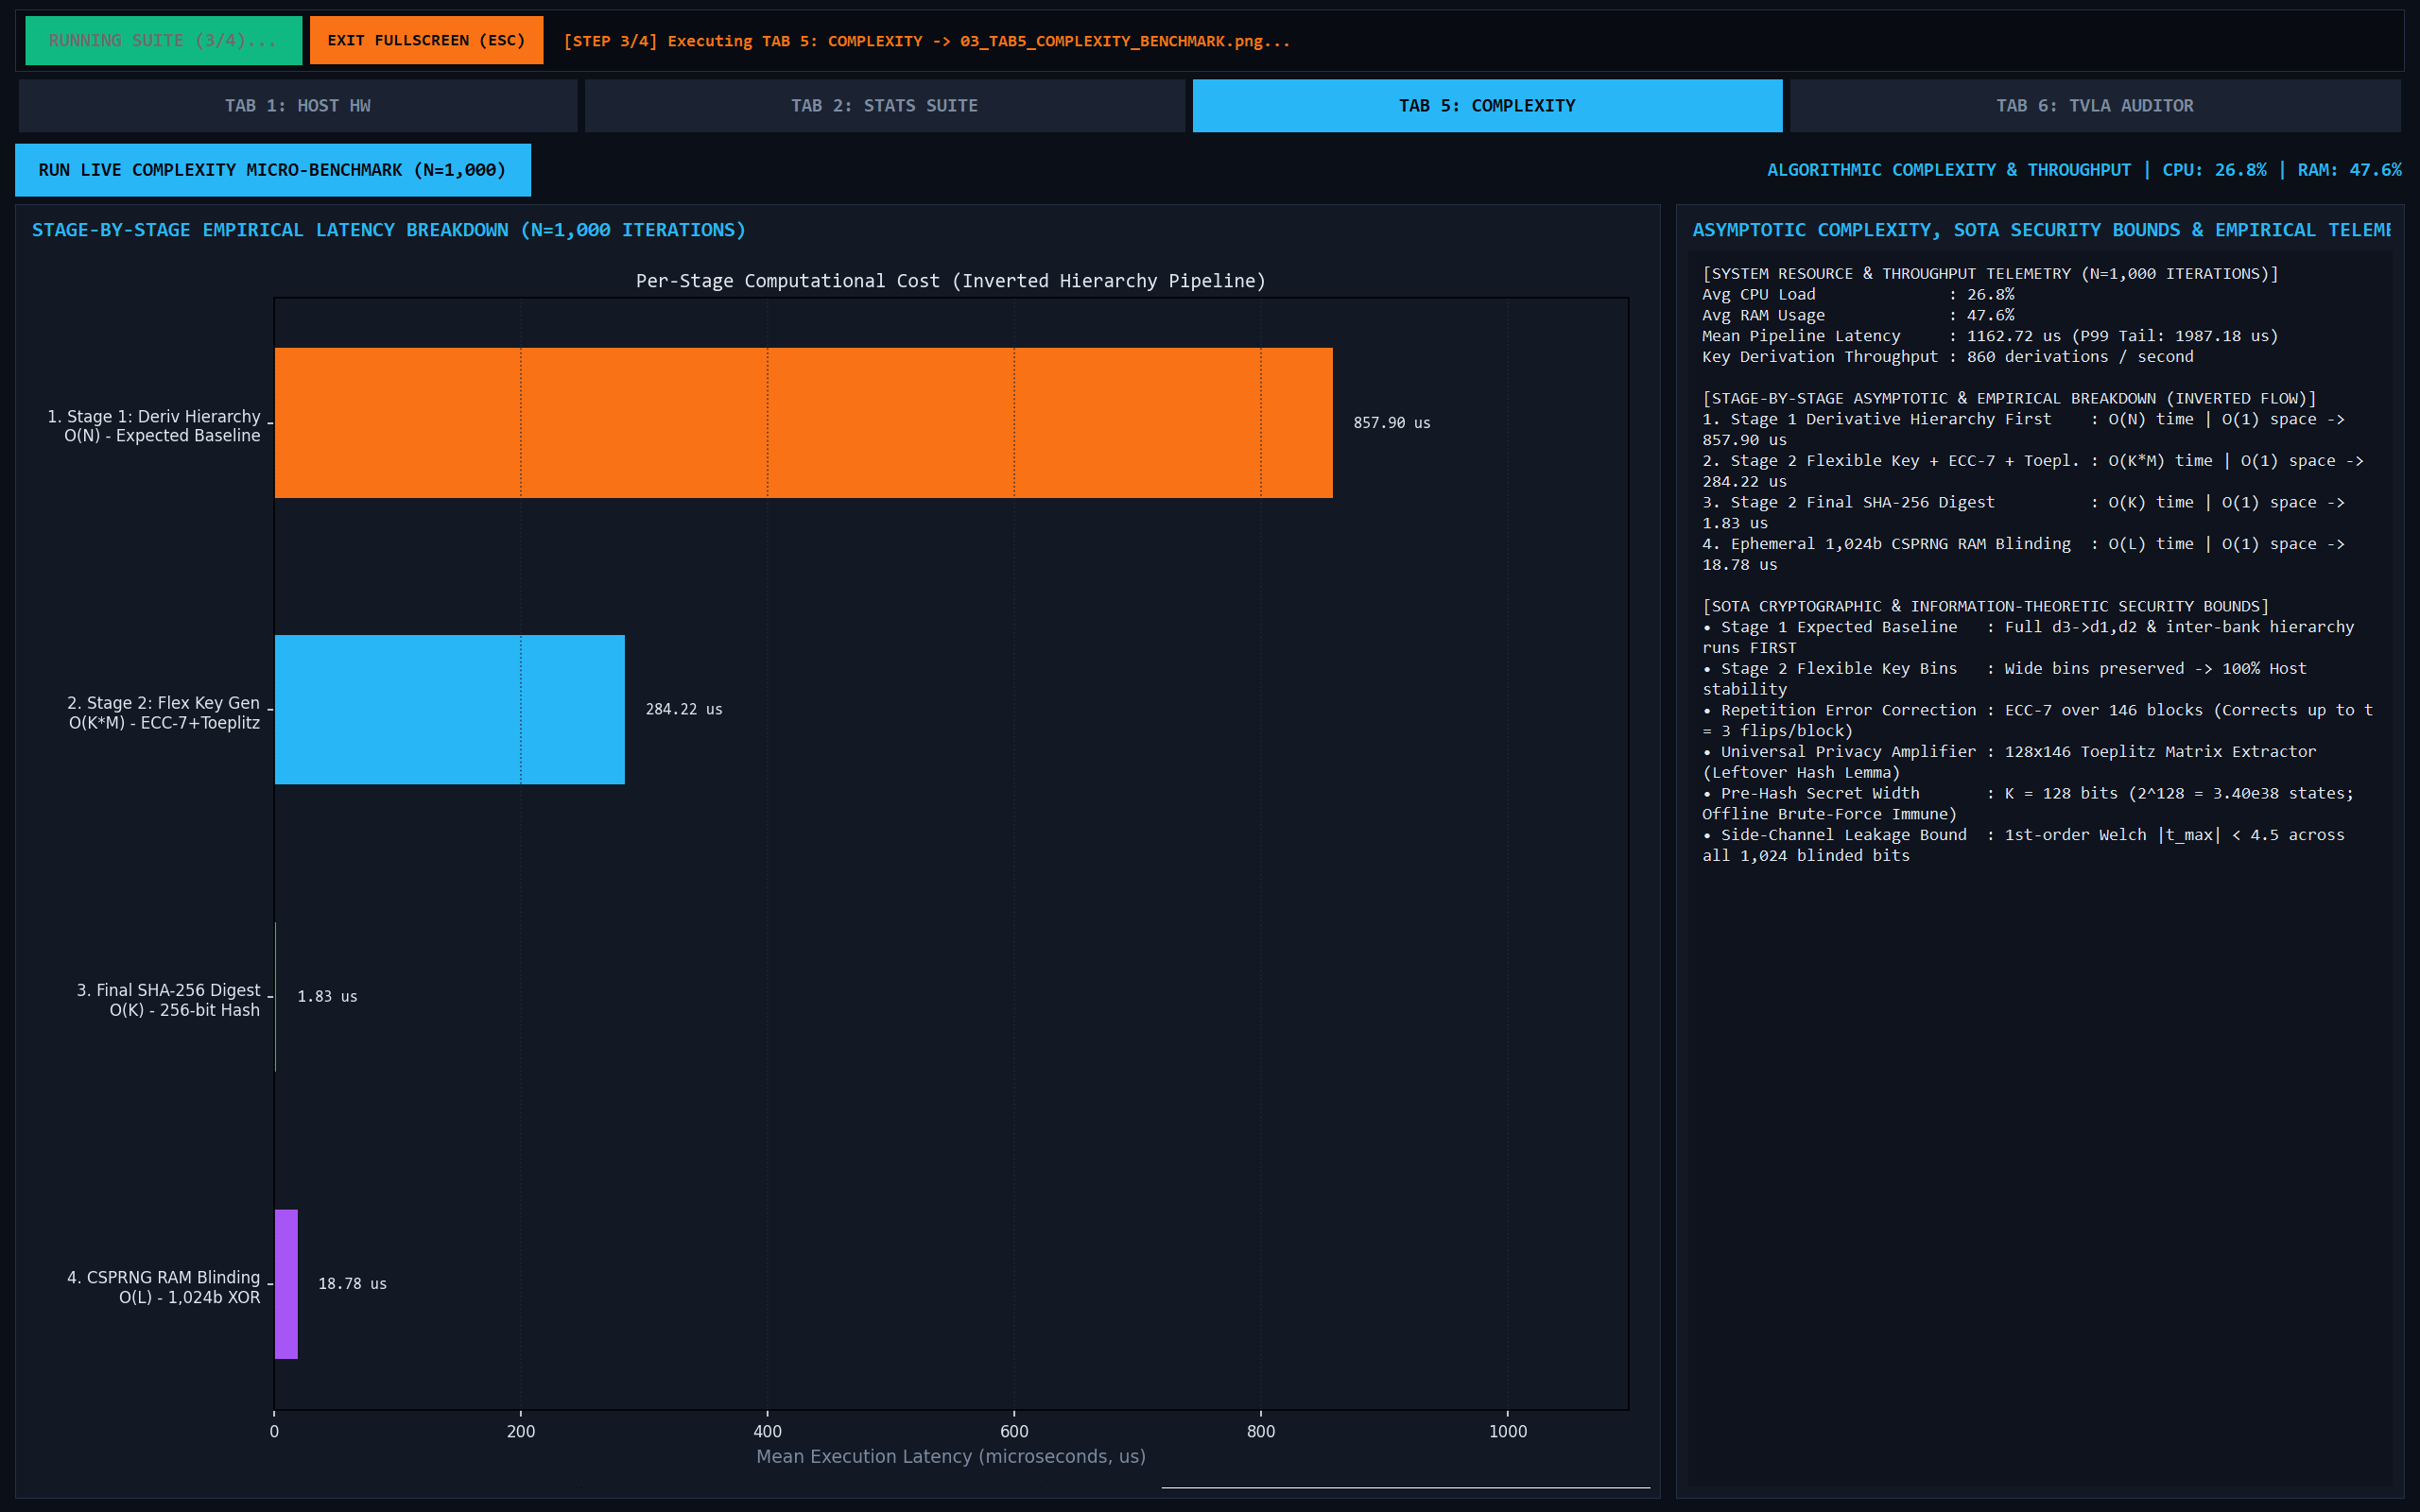 RUNNING SUITE (3/4)...
EXIT FULLSCREEN (ESC)
[STEP 3/4] Executing TAB 5: COMPLEXITY -> 03_TAB5_COMPLEXITY_BENCHMARK.png...
TAB 1: HOST HW
TAB 2: STATS SUITE
TAB 5: COMPLEXITY
TAB 6: TVLA AUDITOR
RUN LIVE COMPLEXITY MICRO-BENCHMARK (N=1,000)
ALGORITHMIC COMPLEXITY & THROUGHPUT | CPU: 26.8% | RAM: 47.6%
STAGE-BY-STAGE EMPIRICAL LATENCY BREAKDOWN (N=1,000 ITERATIONS)
Per-Stage Computational Cost (Inverted Hierarchy Pipeline)
1. Stage 1: Deriv Hierarchy
O(N) - Expected Baseline
857.90 us
2. Stage 2: Flex Key Gen
O(K*M) - ECC-7+Toeplitz
284.22 us
3. Final SHA-256 Digest
O(K) - 256-bit Hash
1.83 us
4. CSPRNG RAM Blinding
O(L) - 1,024b XOR
18.78 us
0
200
400
600
800
1000
Mean Execution Latency (microseconds, us)
ASYMPTOTIC COMPLEXITY, SOTA SECURITY BOUNDS & EMPIRICAL TELEME
[SYSTEM RESOURCE & THROUGHPUT TELEMETRY (N=1,000 ITERATIONS)]
Avg CPU Load : 26.8%
Avg RAM Usage : 47.6%
Mean Pipeline Latency : 1162.72 us (P99 Tail: 1987.18 us)
Key Derivation Throughput : 860 derivations / second
[STAGE-BY-STAGE ASYMPTOTIC & EMPIRICAL BREAKDOWN (INVERTED FLOW)]
1. Stage 1 Derivative Hierarchy First : O(N) time | O(1) space ->
857.90 us
2. Stage 2 Flexible Key + ECC-7 + Toepl. : O(K*M) time | O(1) space ->
284.22 us
3. Stage 2 Final SHA-256 Digest : O(K) time | O(1) space ->
1.83 us
4. Ephemeral 1,024b CSPRNG RAM Blinding : O(L) time | O(1) space ->
18.78 us
[SOTA CRYPTOGRAPHIC & INFORMATION-THEORETIC SECURITY BOUNDS]
• Stage 1 Expected Baseline : Full d3->d1,d2 & inter-bank hierarchy
runs FIRST
• Stage 2 Flexible Key Bins : Wide bins preserved -> 100% Host
stability
• Repetition Error Correction : ECC-7 over 146 blocks (Corrects up to t
= 3 flips/block)
• Universal Privacy Amplifier : 128x146 Toeplitz Matrix Extractor
(Leftover Hash Lemma)
• Pre-Hash Secret Width : K = 128 bits (2^128 = 3.40e38 states;
Offline Brute-Force Immune)
• Side-Channel Leakage Bound : 1st-order Welch |t_max| < 4.5 across
all 1,024 blinded bits